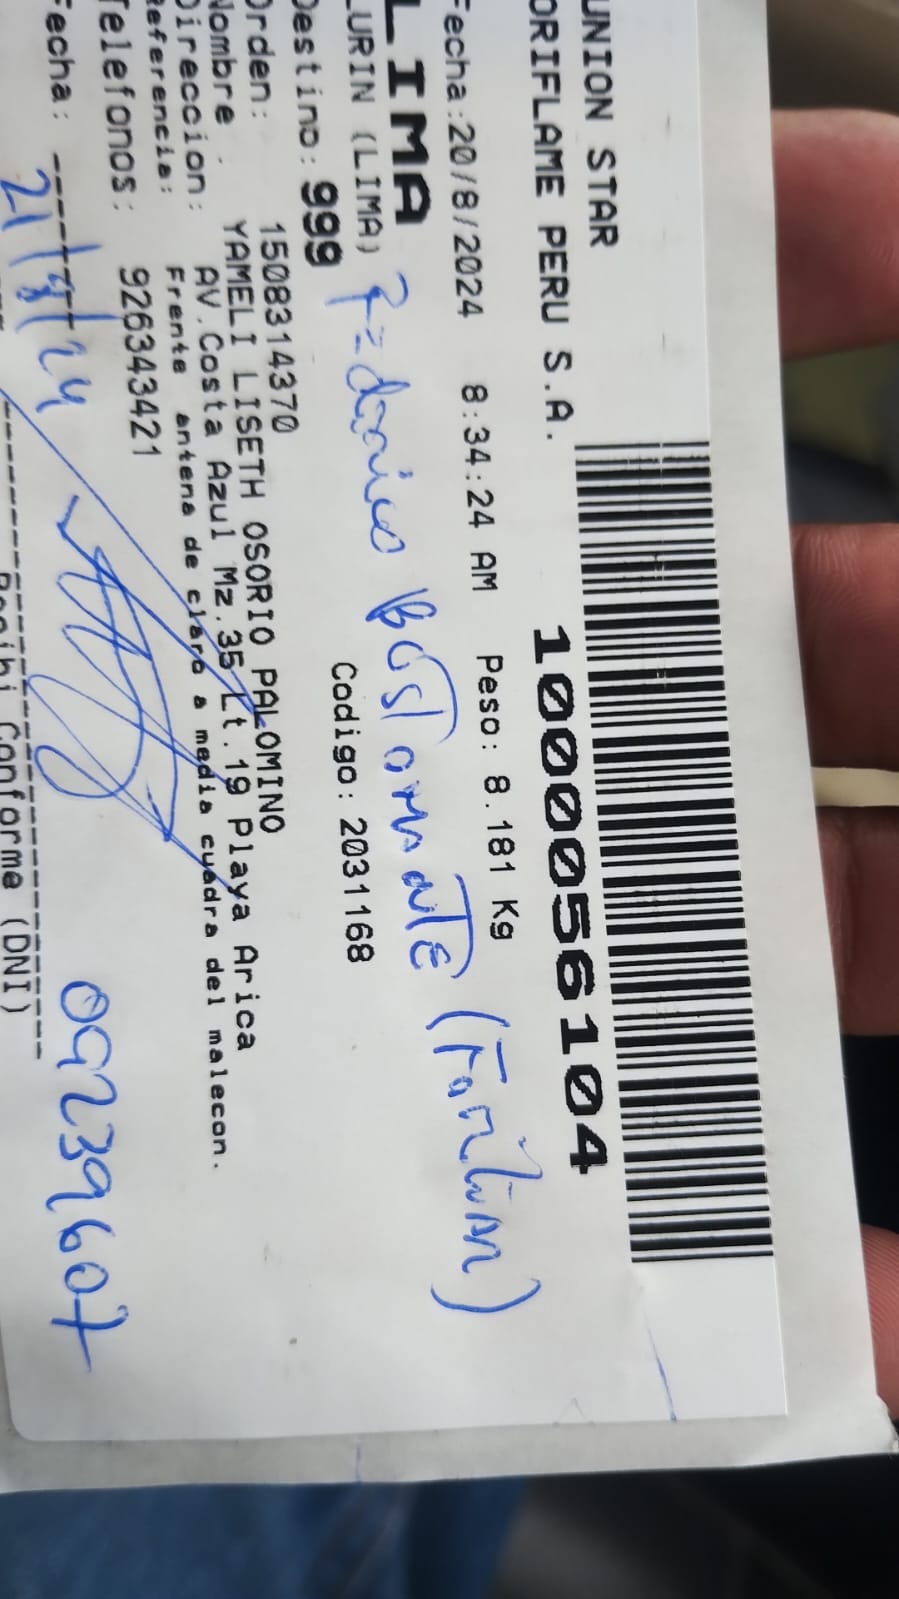 UNION STAR
ORIFLAME PERU S.A. 1000056104
Fecha:20/8/2024 8:34:24 AM Peso: 8.181 Kg
LIMA
LURIN (LIMA)
Destino: 999 Codigo: 2031168
Orden: 1508314370
Nombre : YAMELI LISETH OSORIO PALOMINO
Direccion: AV.Costa Azul Mz.35 Lt.19 Playa Arica
Referencia: Frente antena de claro a media cuadra del malecon.
Telefonos: 926343421
Fecha: 21/8/24
09239607
Recibi Conforme (DNI)